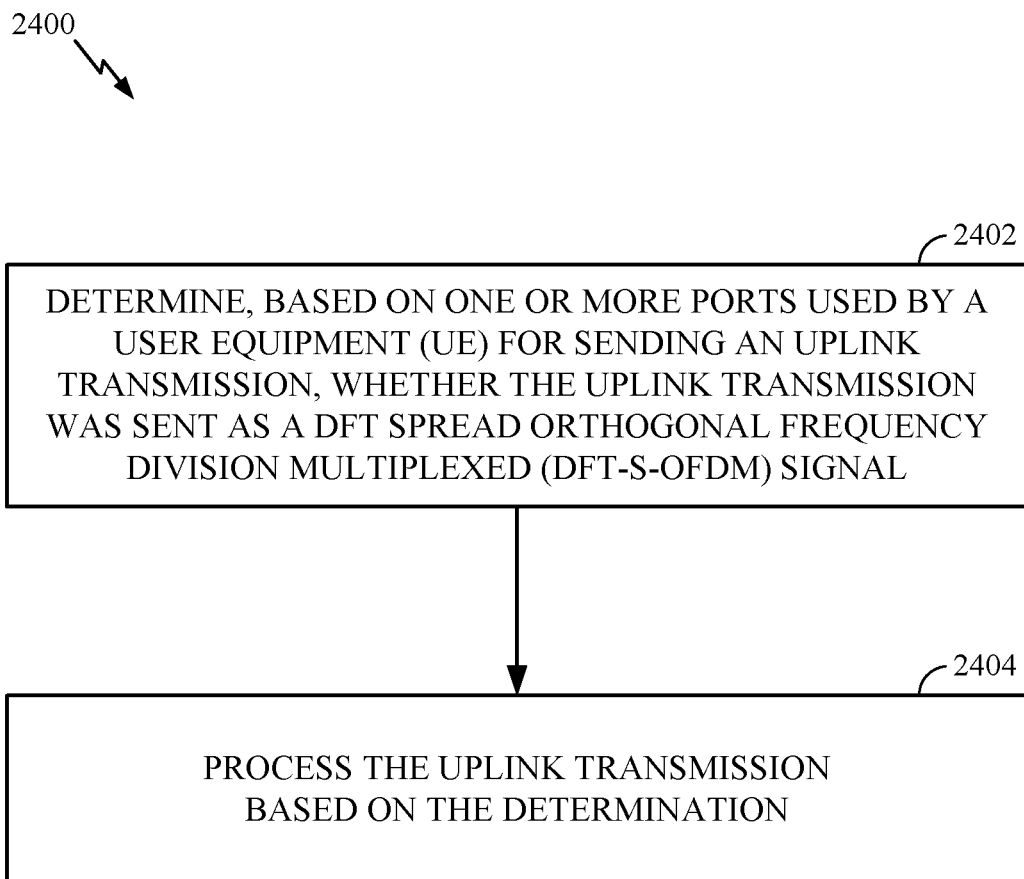 2400
2402
DETERMINE, BASED ON ONE OR MORE PORTS USED BY A
USER EQUIPMENT (UE) FOR SENDING AN UPLINK
TRANSMISSION, WHETHER THE UPLINK TRANSMISSION
WAS SENT AS A DFT SPREAD ORTHOGONAL FREQUENCY
DIVISION MULTIPLEXED (DFT-S-OFDM) SIGNAL
2404
PROCESS THE UPLINK TRANSMISSION
BASED ON THE DETERMINATION